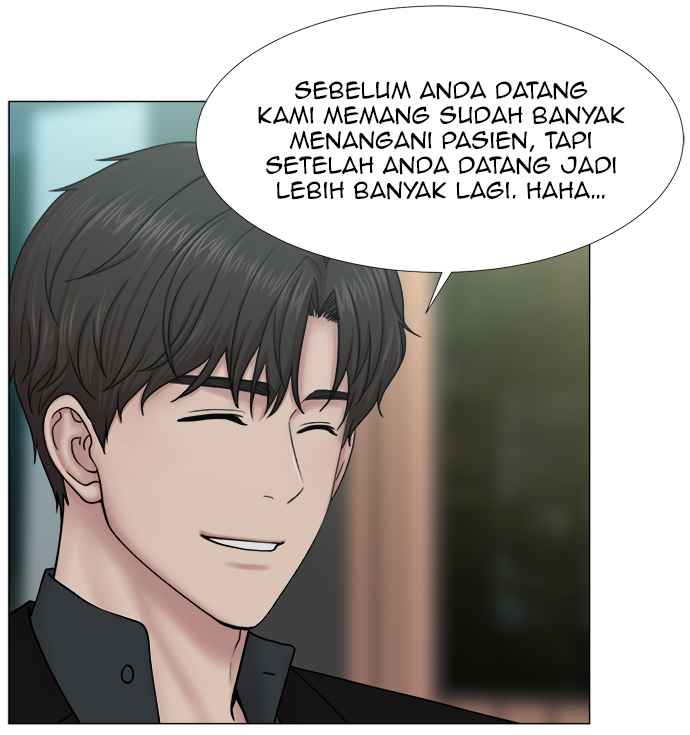 SEBELUM ANDA DATANG
KAMI MEMANG SUDAH BANYAK
MENANGANI PASIEN, TAPI
SETELAH ANDA DATANG JADI
LEBIH BANYAK LAGI. HAHA...